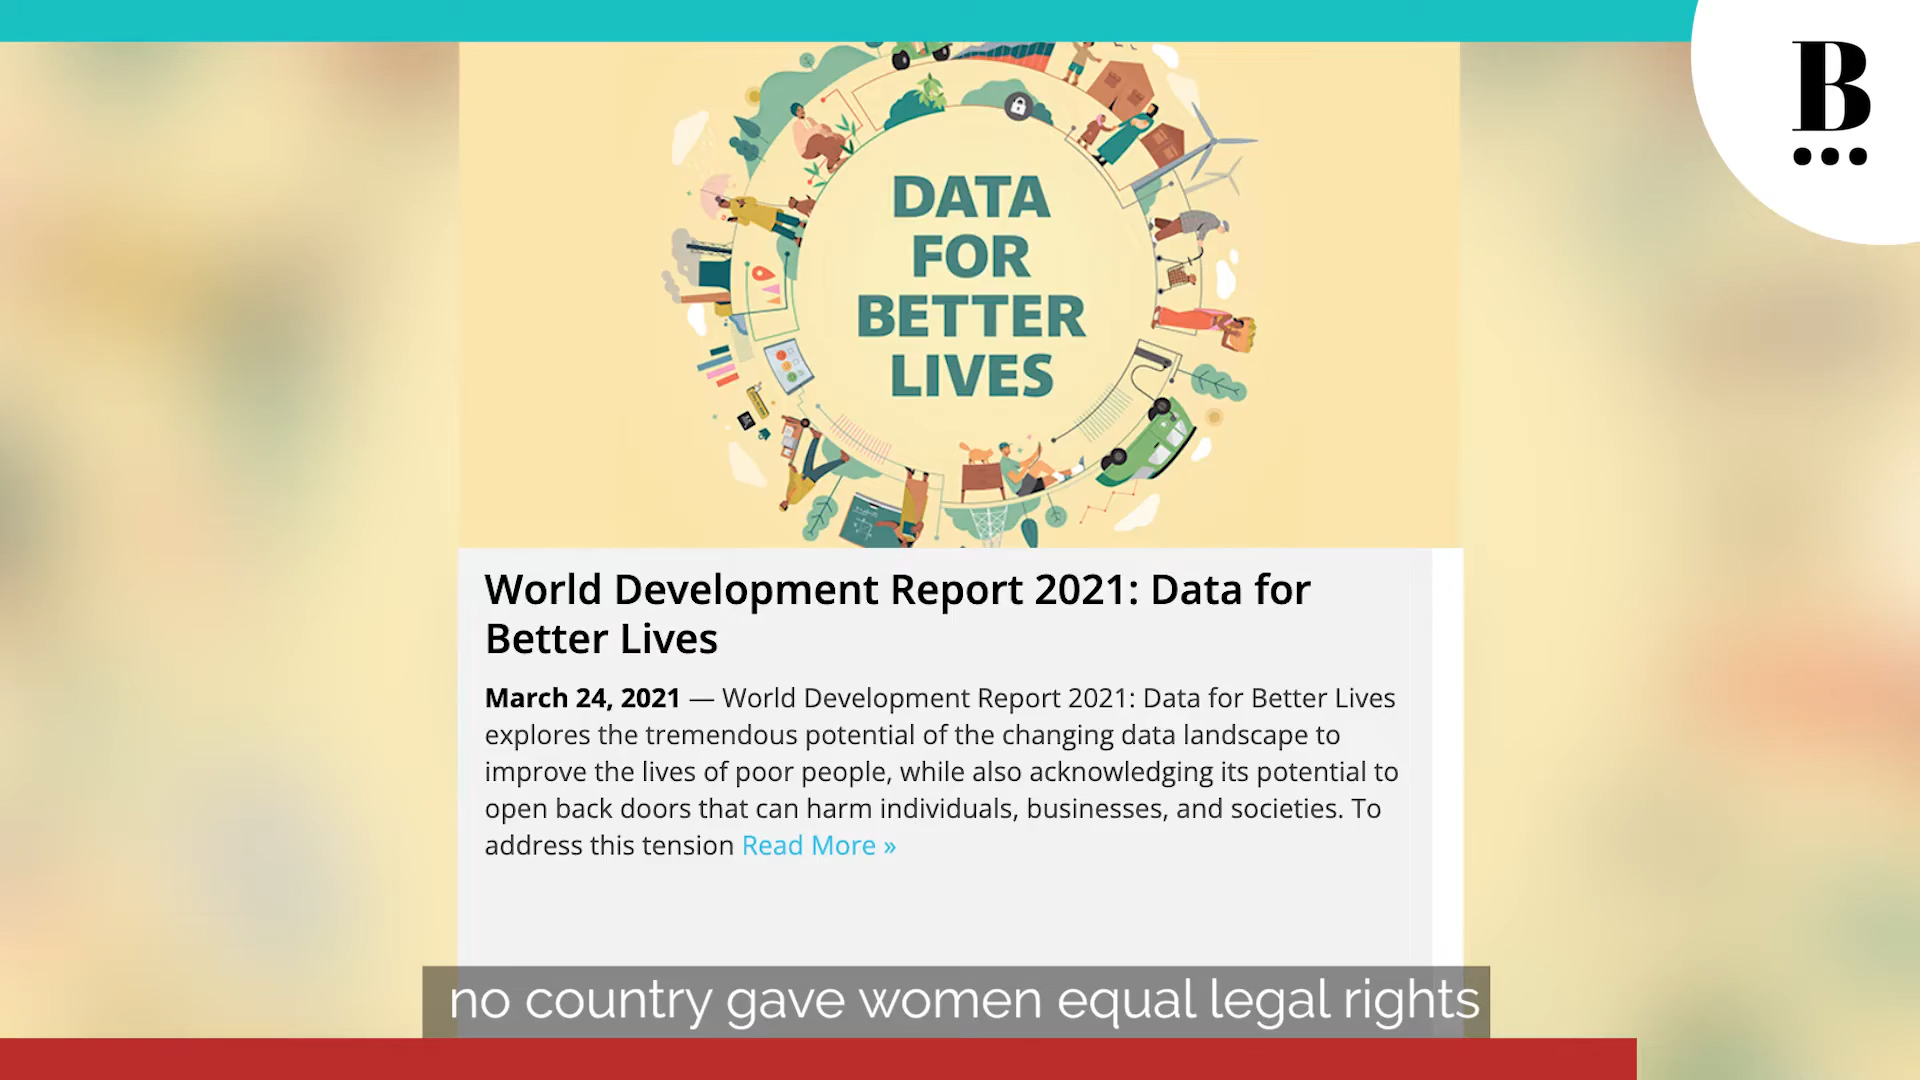 B
DATA
FOR
BETTER
LIVES
World Development Report 2021: Data for
Better Lives
March 24, 2021 — World Development Report 2021: Data for Better Lives
explores the tremendous potential of the changing data landscape to
improve the lives of poor people, while also acknowledging its potential to
open back doors that can harm individuals, businesses, and societies. To
address this tension Read More »
no country gave women equal legal rights